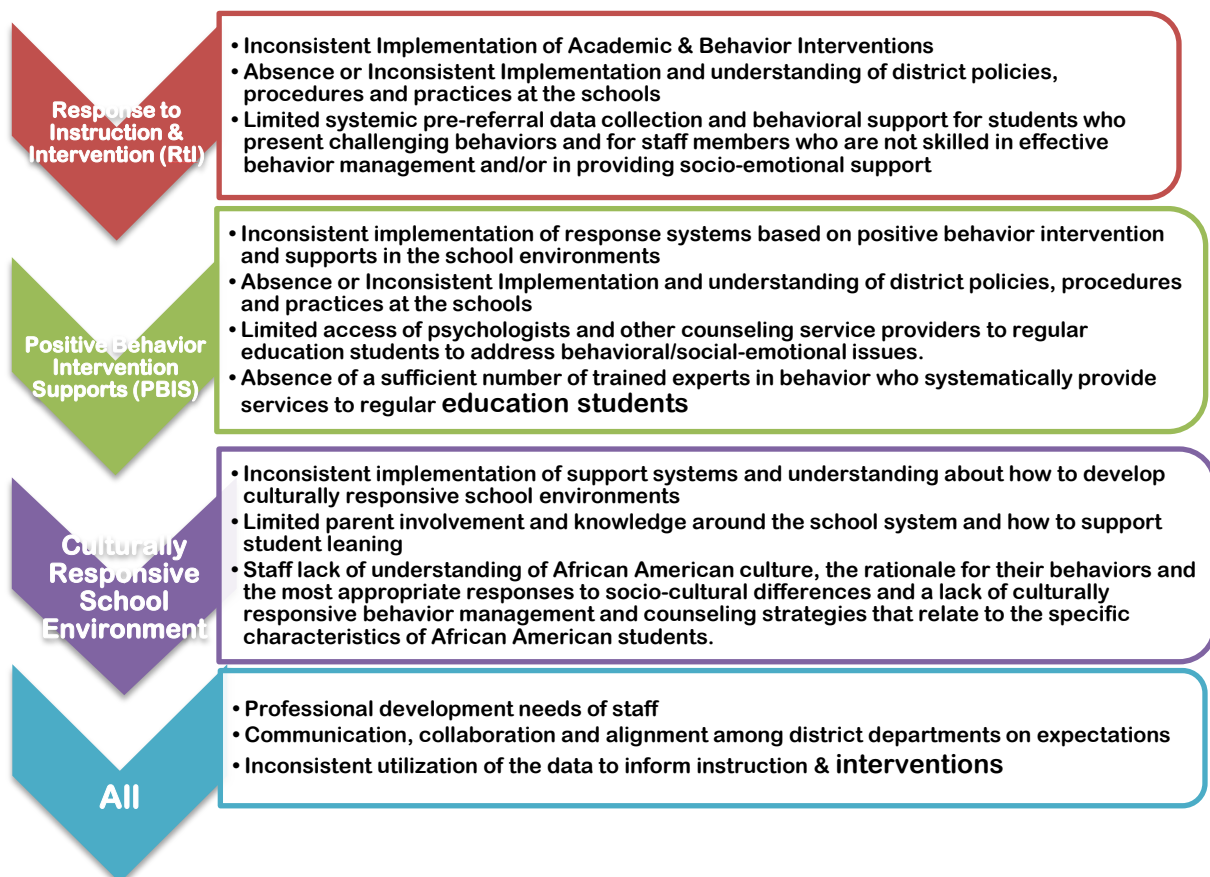 Response to
Instruction &
Intervention (RtI)
• Inconsistent Implementation of Academic & Behavior Interventions
• Absence or Inconsistent Implementation and understanding of district policies,
procedures and practices at the schools
• Limited systemic pre-referral data collection and behavioral support for students who
present challenging behaviors and for staff members who are not skilled in effective
behavior management and/or in providing socio-emotional support
Positive Behavior
Intervention
Supports (PBIS)
• Inconsistent implementation of response systems based on positive behavior intervention
and supports in the school environments
• Absence or Inconsistent Implementation and understanding of district policies, procedures
and practices at the schools
• Limited access of psychologists and other counseling service providers to regular
education students to address behavioral/social-emotional issues.
• Absence of a sufficient number of trained experts in behavior who systematically provide
services to regular education students
Culturally
Responsive
School
Environment
• Inconsistent implementation of support systems and understanding about how to develop
culturally responsive school environments
• Limited parent involvement and knowledge around the school system and how to support
student leaning
• Staff lack of understanding of African American culture, the rationale for their behaviors and
the most appropriate responses to socio-cultural differences and a lack of culturally
responsive behavior management and counseling strategies that relate to the specific
characteristics of African American students.
All
• Professional development needs of staff
• Communication, collaboration and alignment among district departments on expectations
• Inconsistent utilization of the data to inform instruction & interventions